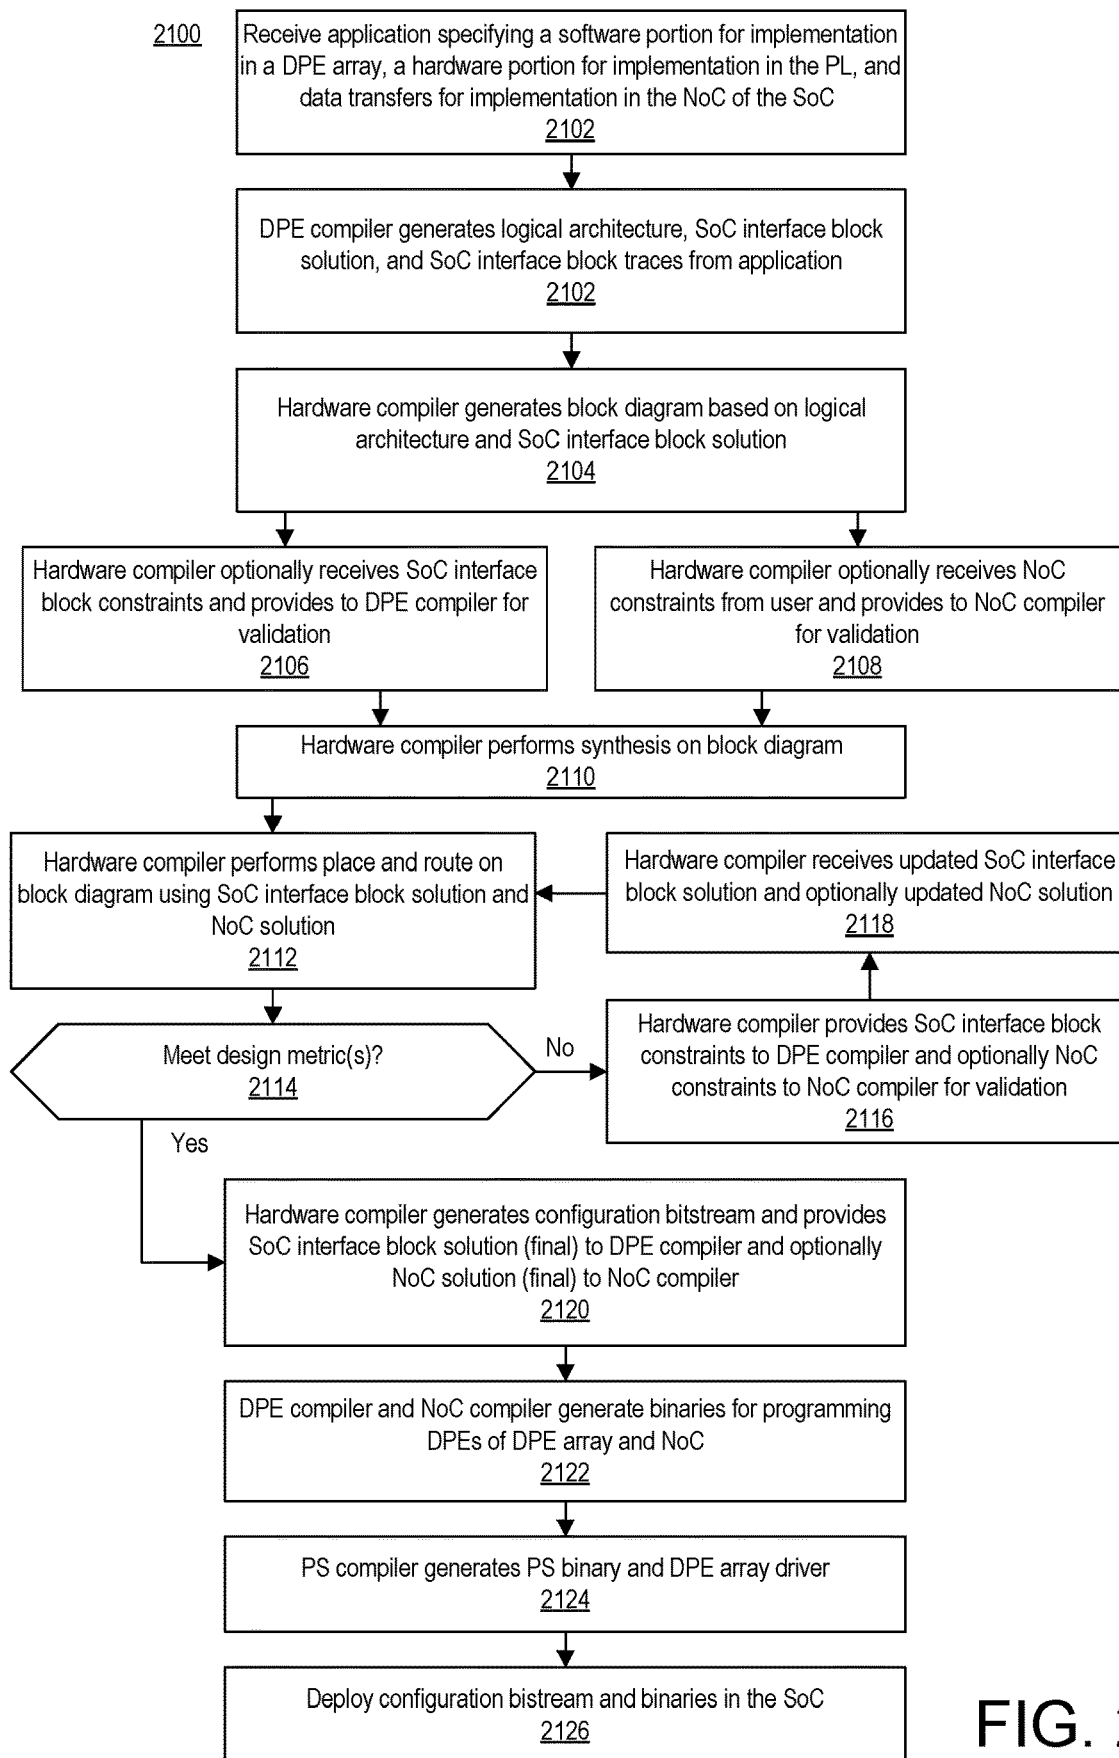 2100
Receive application specifying a software portion for implementation
in a DPE array, a hardware portion for implementation in the PL, and
data transfers for implementation in the NoC of the SoC
2102
DPE compiler generates logical architecture, SoC interface block
solution, and SoC interface block traces from application
2102
Hardware compiler generates block diagram based on logical
architecture and SoC interface block solution
2104
Hardware compiler optionally receives SoC interface
block constraints and provides to DPE compiler for
validation
2106
Hardware compiler optionally receives NoC
constraints from user and provides to NoC compiler
for validation
2108
Hardware compiler performs synthesis on block diagram
2110
Hardware compiler performs place and route on
block diagram using SoC interface block solution and
NoC solution
2112
Hardware compiler receives updated SoC interface
block solution and optionally updated NoC solution
2118
Meet design metric(s)?
2114
No
Hardware compiler provides SoC interface block
constraints to DPE compiler and optionally NoC
constraints to NoC compiler for validation
2116
Yes
Hardware compiler generates configuration bitstream and provides
SoC interface block solution (final) to DPE compiler and optionally
NoC solution (final) to NoC compiler
2120
DPE compiler and NoC compiler generate binaries for programming
DPEs of DPE array and NoC
2122
PS compiler generates PS binary and DPE array driver
2124
Deploy configuration bistream and binaries in the SoC
2126
FIG.